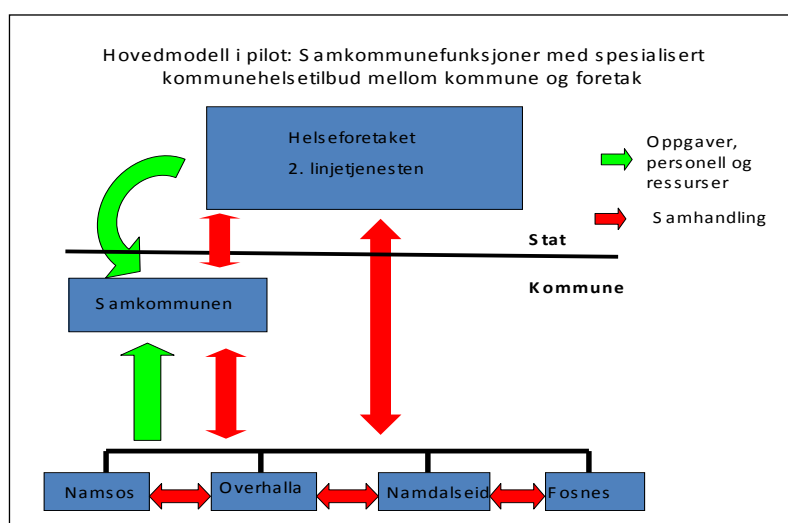 Hovedmodell i pilot: Samkommunefunksjoner med spesialisert
kommunehelsetilbud mellom kommune og foretak
Helseforetaket
2. linjetjenesten
Oppgaver,
personell og
ressurser
Samhandling
Stat
Kommune
Samkommunen
Namsos
Overhalla
Namdalseid
Fosnes